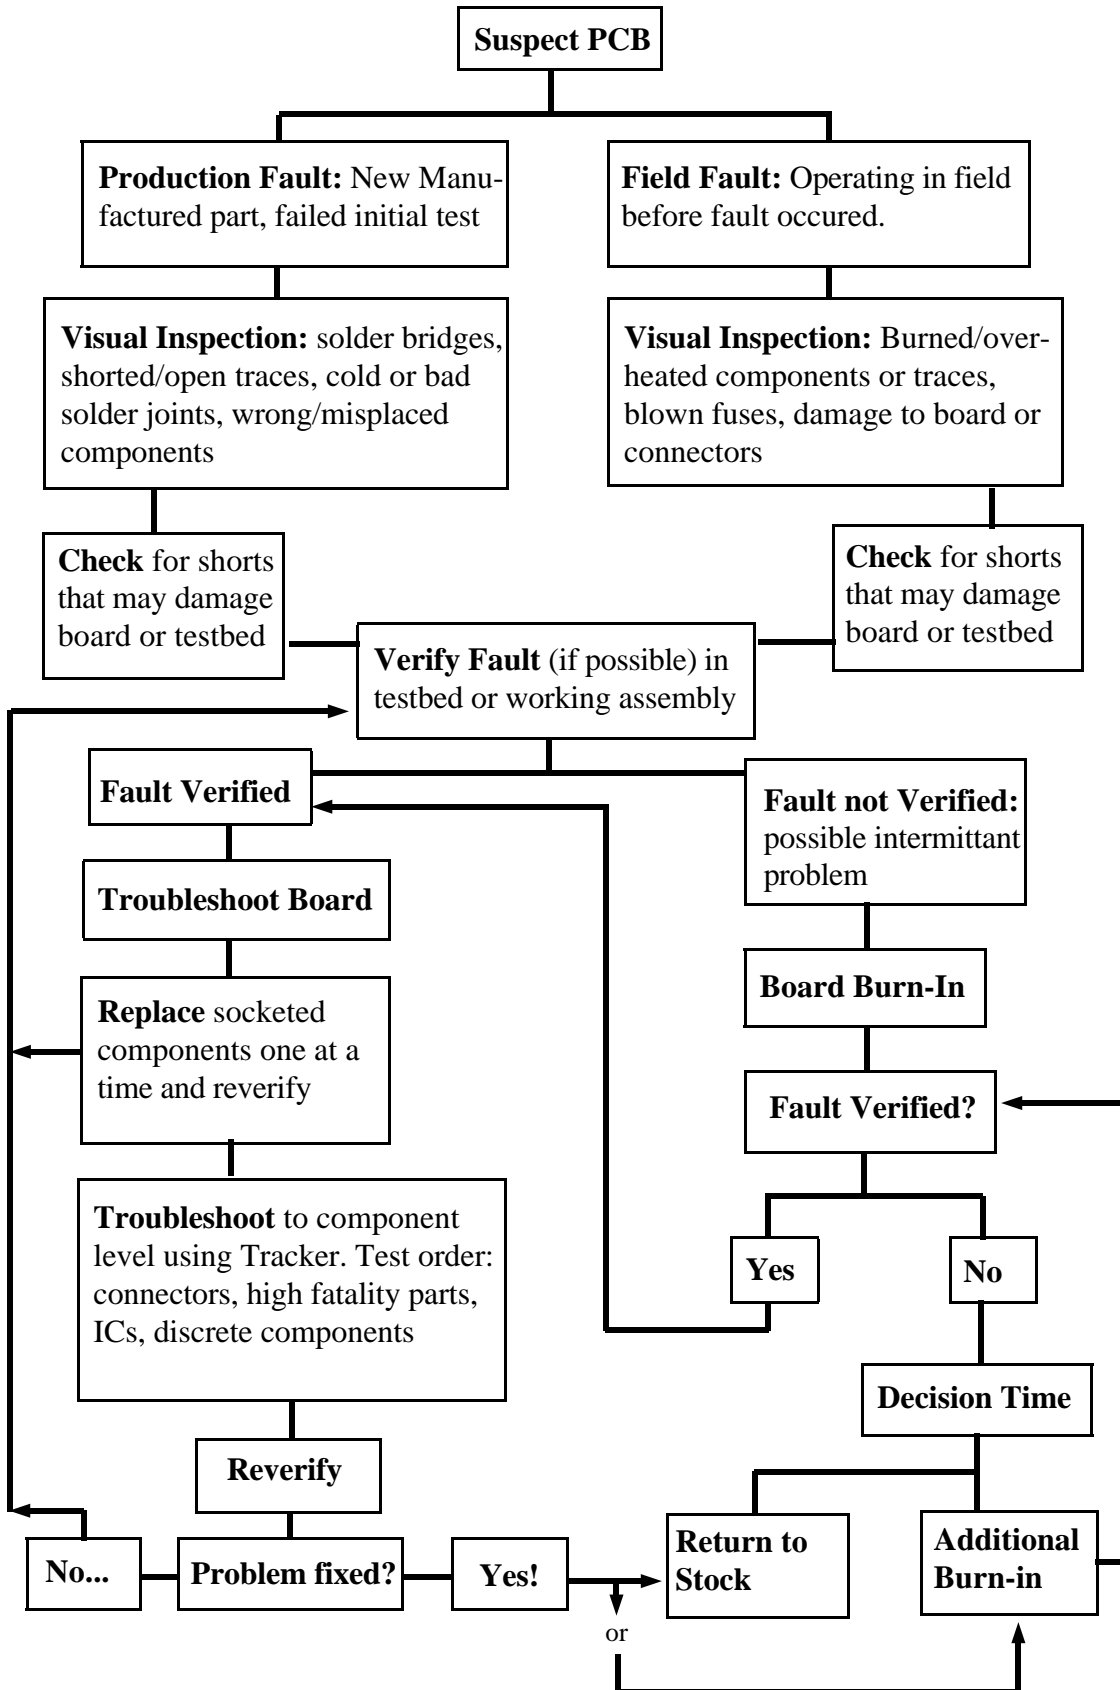 Suspect PCB
Production Fault: New Manu-
factured part, failed initial test
Field Fault: Operating in field
before fault occured.
Visual Inspection: solder bridges,
shorted/open traces, cold or bad
solder joints, wrong/misplaced
components
Visual Inspection: Burned/over-
heated components or traces,
blown fuses, damage to board or
connectors
Check for shorts
that may damage
board or testbed
Check for shorts
that may damage
board or testbed
Verify Fault (if possible) in
testbed or working assembly
Fault Verified
Fault not Verified:
possible intermittant
problem
Troubleshoot Board
Board Burn-In
Replace socketed
components one at a
time and reverify
Fault Verified?
Troubleshoot to component
level using Tracker. Test order:
connectors, high fatality parts,
ICs, discrete components
Yes
No
Decision Time
Reverify
No...
Problem fixed?
Yes!
Return to
Stock
Additional
Burn-in
or